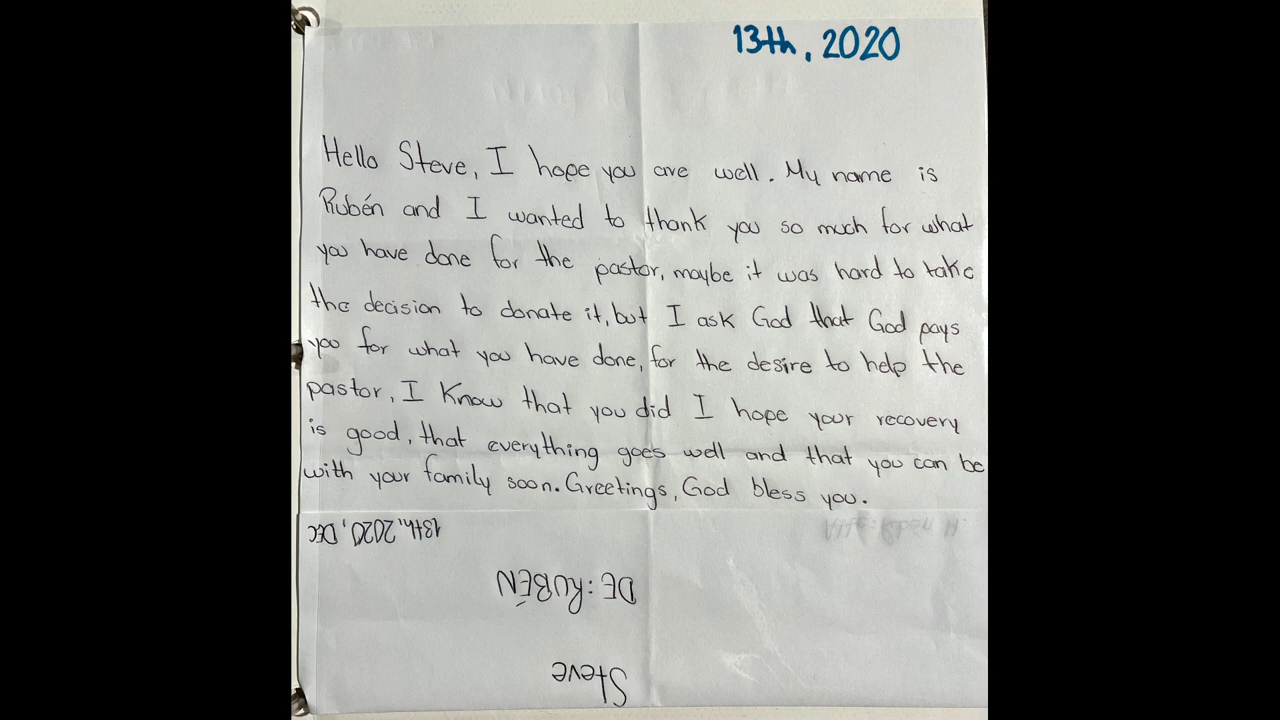 13th, 2020
Hello Steve, I hope you are well. My name is
Rubén and I wanted to thank you so much for what
you have done for the pastor, maybe it was hard to take
the decision to donate it, but I ask God that God pays
you for what you have done, for the desire to help the
pastor, I Know that you did I hope your recovery
is good, that everything goes well and that you can be
with your family soon. Greetings, God bless you.
13th, 2020, DEC
DE: RUBÉN
Steve